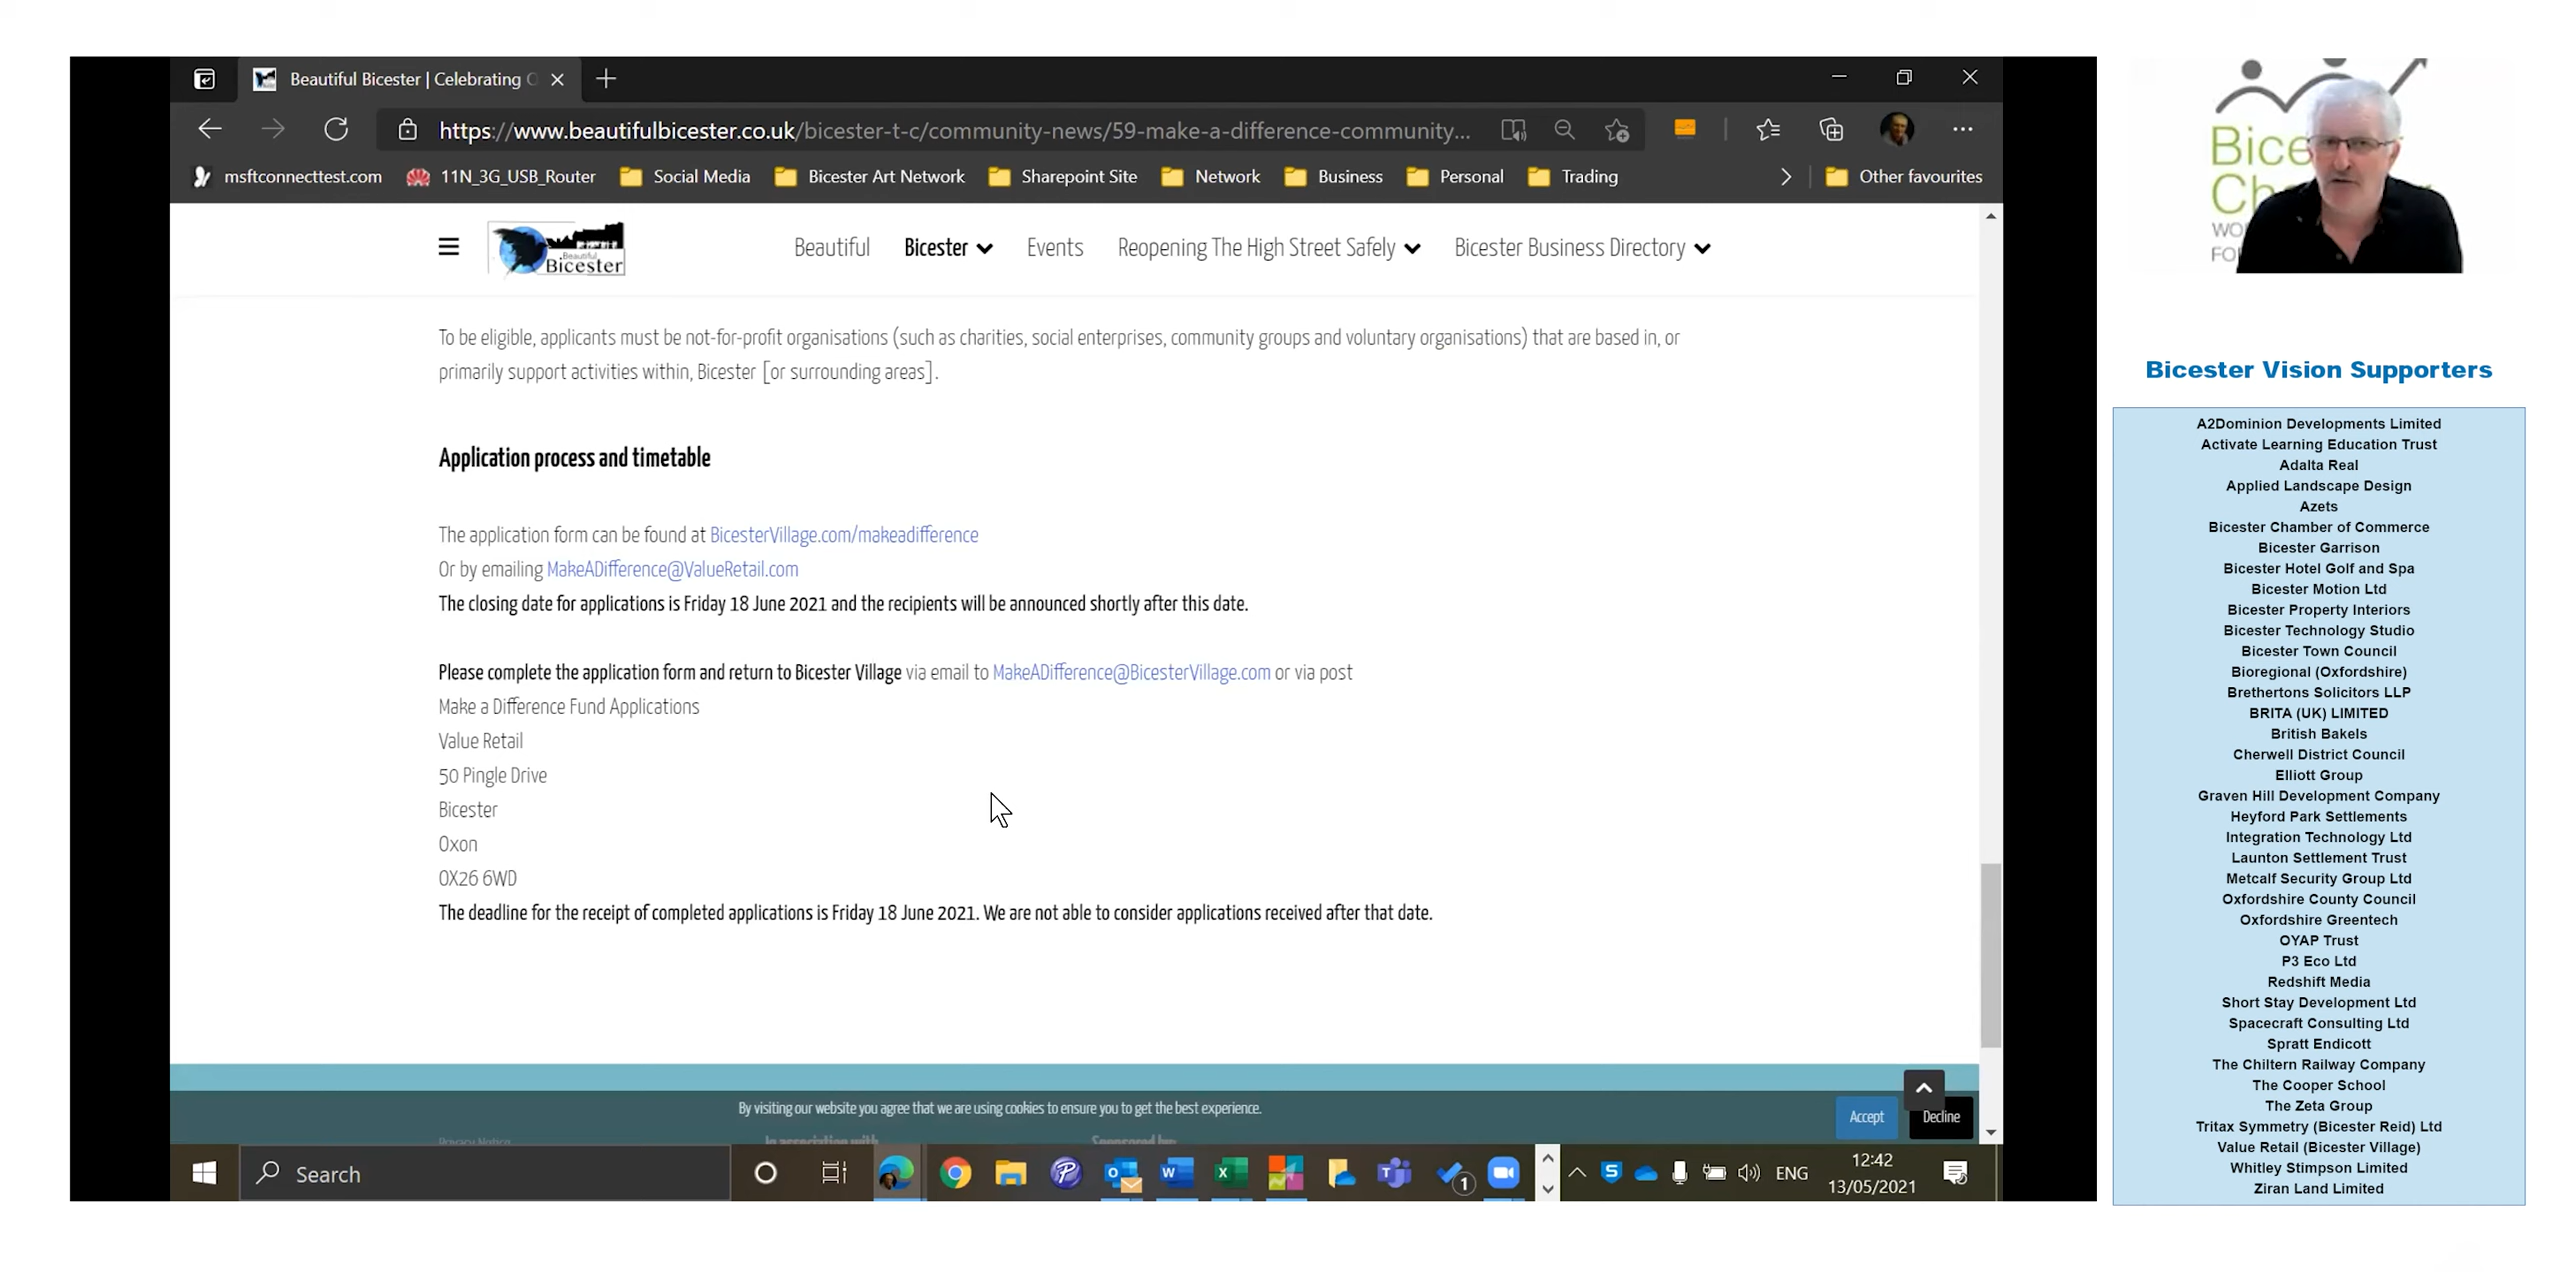 Beautiful Bicester | Celebrating
https://www.beautifulbicester.co.uk/bicester-t-c/community-news/59-make-a-difference-community...
msftconnecttest.com 11N_3G_USB_Router Social Media Bicester Art Network Sharepoint Site Network Business Personal Trading Other favourites
Beautiful
Bicester
Beautiful Bicester Events Reopening The High Street Safely Bicester Business Directory
To be eligible, applicants must be not-for-profit organisations (such as charities, social enterprises, community groups and voluntary organisations) that are based in, or
primarily support activities within, Bicester [or surrounding areas].
Application process and timetable
The application form can be found at BicesterVillage.com/makeadifference
Or by emailing MakeADifference@ValueRetail.com
The closing date for applications is Friday 18 June 2021 and the recipients will be announced shortly after this date.
Please complete the application form and return to Bicester Village via email to MakeADifference@BicesterVillage.com or via post
Make a Difference Fund Applications
Value Retail
50 Pingle Drive
Bicester
Oxon
OX26 6WD
The deadline for the receipt of completed applications is Friday 18 June 2021. We are not able to consider applications received after that date.
By visiting our website you agree that we are using cookies to ensure you to get the best experience.
Accept
Decline
Privacy Notice In association with Sponsored by:
Search
1
ENG
12:42
13/05/2021
Bice
Ch
WO
FO
Bicester Vision Supporters
A2Dominion Developments Limited
Activate Learning Education Trust
Adalta Real
Applied Landscape Design
Azets
Bicester Chamber of Commerce
Bicester Garrison
Bicester Hotel Golf and Spa
Bicester Motion Ltd
Bicester Property Interiors
Bicester Technology Studio
Bicester Town Council
Bioregional (Oxfordshire)
Brethertons Solicitors LLP
BRITA (UK) LIMITED
British Bakels
Cherwell District Council
Elliott Group
Graven Hill Development Company
Heyford Park Settlements
Integration Technology Ltd
Launton Settlement Trust
Metcalf Security Group Ltd
Oxfordshire County Council
Oxfordshire Greentech
OYAP Trust
P3 Eco Ltd
Redshift Media
Short Stay Development Ltd
Spacecraft Consulting Ltd
Spratt Endicott
The Chiltern Railway Company
The Cooper School
The Zeta Group
Tritax Symmetry (Bicester Reid) Ltd
Value Retail (Bicester Village)
Whitley Stimpson Limited
Ziran Land Limited